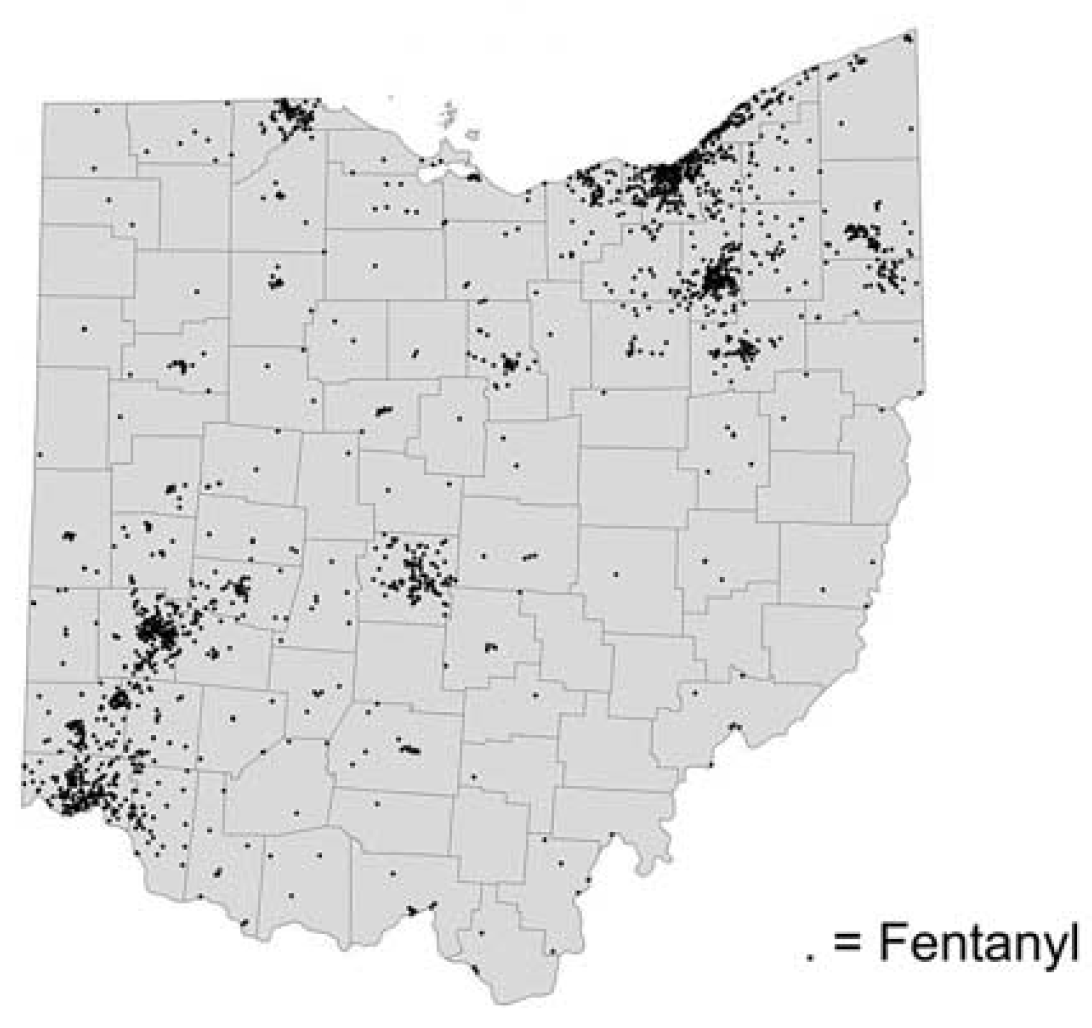 . = Fentanyl